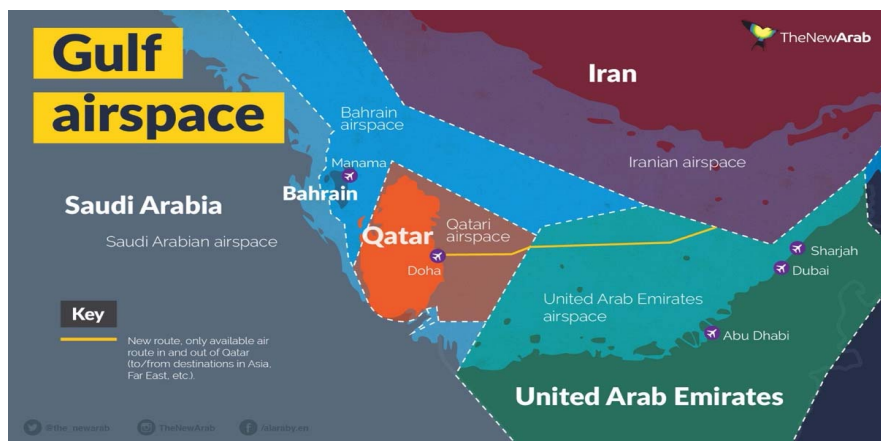 Gulf
airspace
TheNewArab
Iran
Bahrain
airspace
Iranian airspace
Manama
Bahrain
Saudi Arabia
Saudi Arabian airspace
Qatar
Qatari
airspace
Doha
Sharjah
Dubai
United Arab Emirates
airspace
Abu Dhabi
United Arab Emirates
Key
New route, only available air
route in and out of Qatar
(to/from destinations in Asia,
Far East, etc.).
@the_newarab
TheNewArab
/alaraby.en